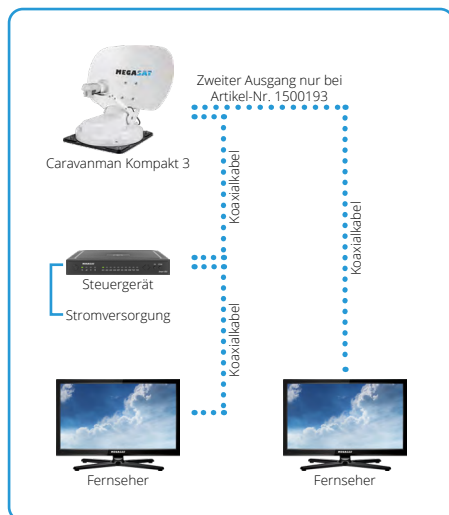 MEGASAT
Zweiter Ausgang nur bei
Artikel-Nr. 1500193
Caravanman Kompakt 3
Koaxialkabel
Koaxialkabel
Steuergerät
Stromversorgung
Koaxialkabel
Fernseher
Fernseher